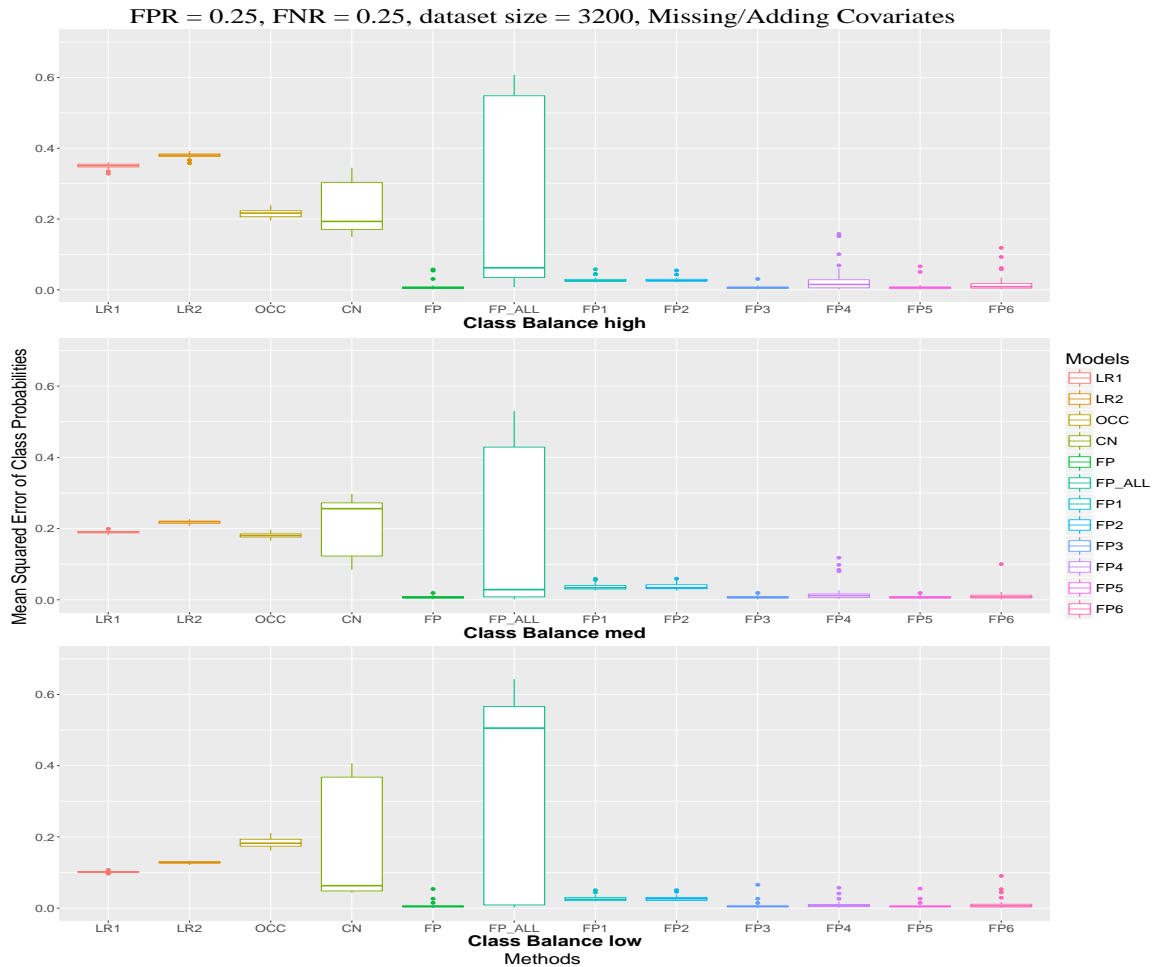 FPR = 0.25, FNR = 0.25, dataset size = 3200, Missing/Adding Covariates
Mean Squared Error of Class Probabilities
0.6
0.4
0.2
0.0
LR1 LR2 OCC CN FP FP_ALL FP1 FP2 FP3 FP4 FP5 FP6
Class Balance high
0.6
0.4
0.2
0.0
LR1 LR2 OCC CN FP FP_ALL FP1 FP2 FP3 FP4 FP5 FP6
Class Balance med
0.6
0.4
0.2
0.0
LR1 LR2 OCC CN FP FP_ALL FP1 FP2 FP3 FP4 FP5 FP6
Class Balance low
Methods
Models
LR1
LR2
OCC
CN
FP
FP_ALL
FP1
FP2
FP3
FP4
FP5
FP6